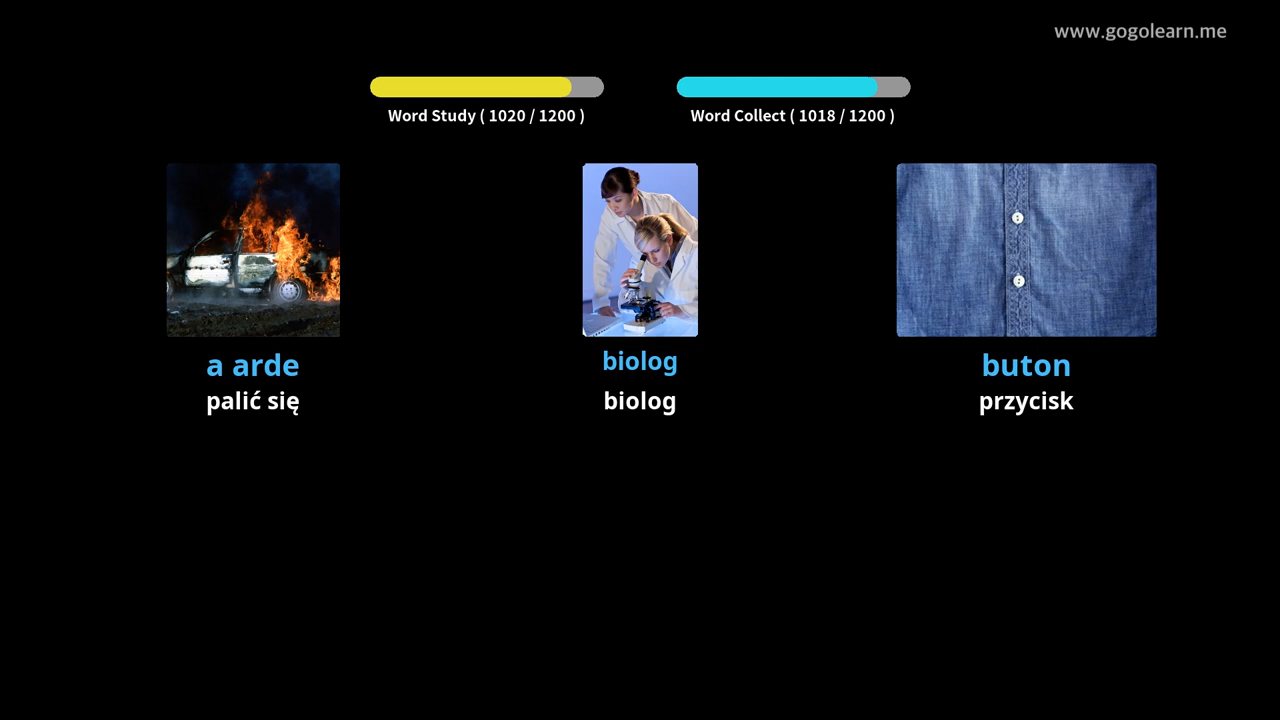 www.gogolearn.me
Word Study ( 1020 / 1200 )
Word Collect ( 1018 / 1200 )
a arde
palić się
biolog
biolog
buton
przycisk